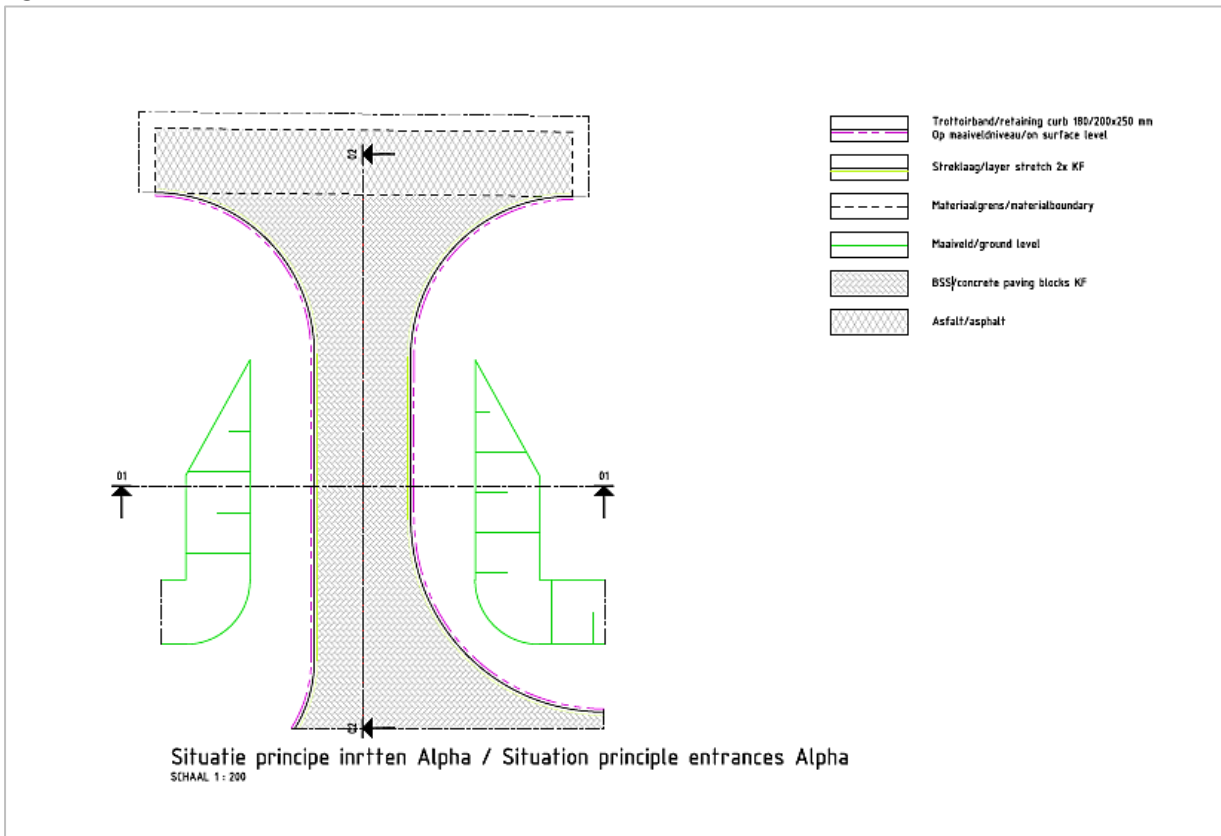 02
Trottoirband/retaining curb 180/200x250 mm
Op maaiveldniveau/on surface level
Streklaag/layer stretch 2x KF
Materiaalgrens/materialboundary
Maaiveld/ground level
BSS/concrete paving blocks KF
Asfalt/asphalt
01
01
02
Situatie principe inrtten Alpha / Situation principle entrances Alpha
SCHAAL 1 : 200